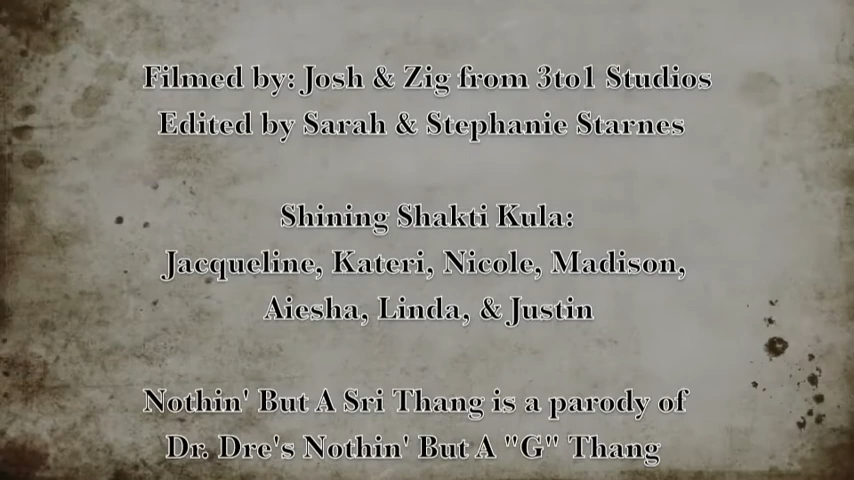 Filmed by: Josh & Zig from 3to1 Studios
Edited by Sarah & Stephanie Starnes
Shining Shakti Kula:
Jacqueline, Kateri, Nicole, Madison,
Aiesha, Linda, & Justin
Nothin' But A Sri Thang is a parody of
Dr. Dre's Nothin' But A "G" Thang